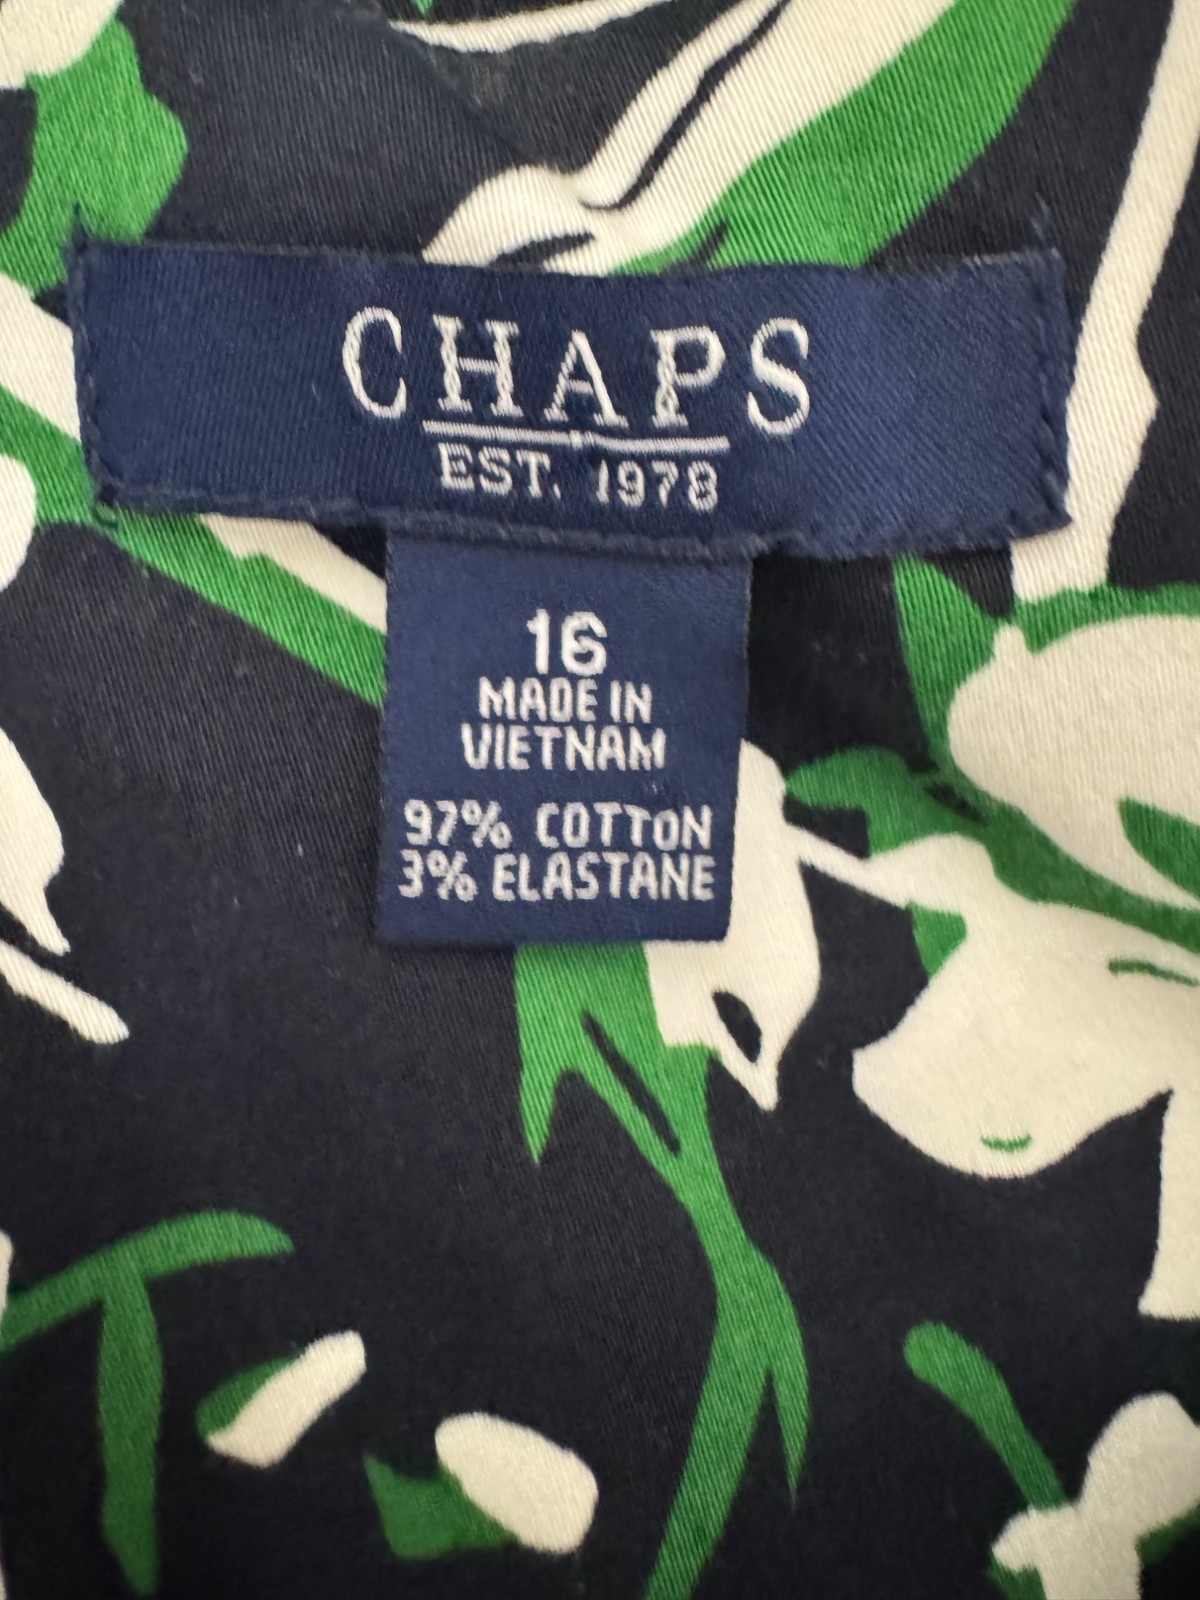 CHAPS
EST. 1978
16
MADE IN
VIETNAM
97% COTTON
3% ELASTANE